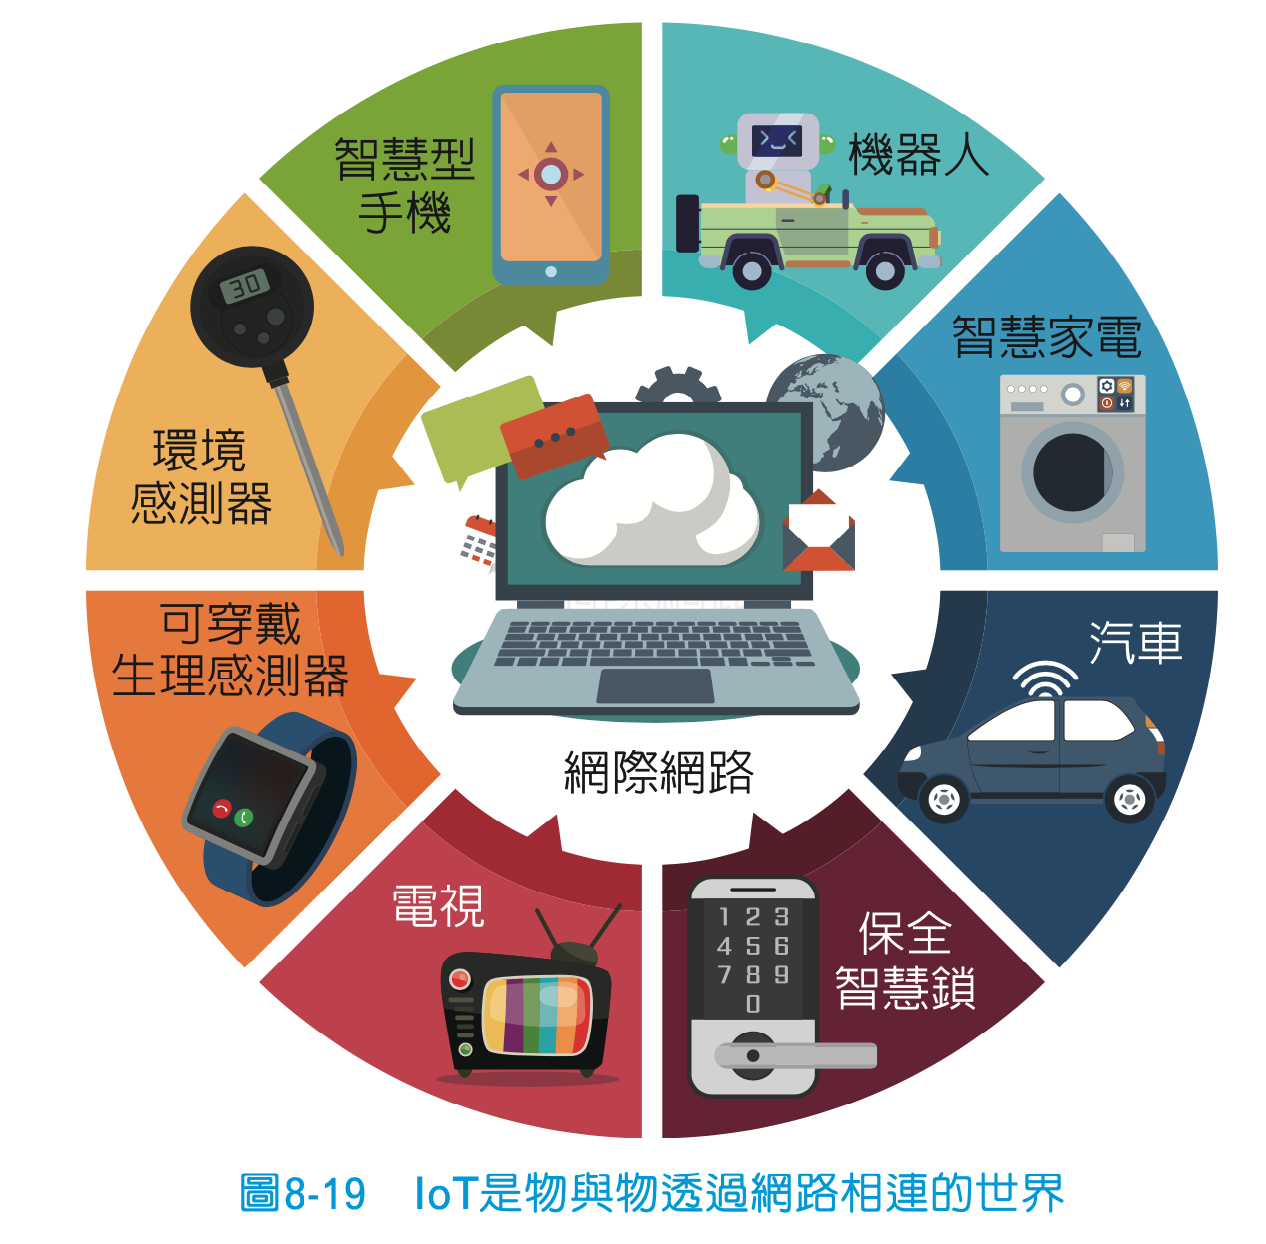 智慧型
手機
機器人
智慧家電
30
環境
感測器
可穿戴
生理感測器
汽車
網際網路
電視
保全
智慧鎖
1 2 3
4 5 6
7 8 9
0
圖8-19 IoT是物與物透過網路相連的世界